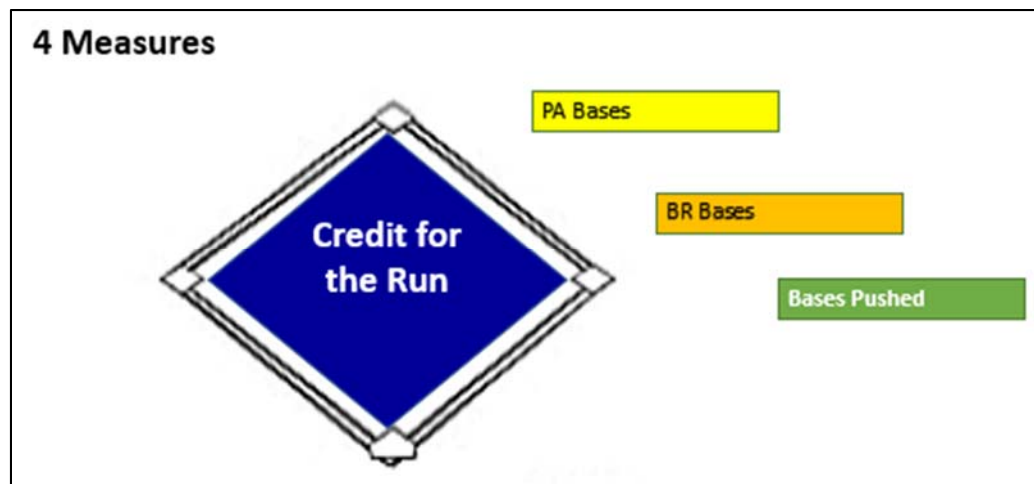 4 Measures
PA Bases
BR Bases
Credit for
the Run
Bases Pushed